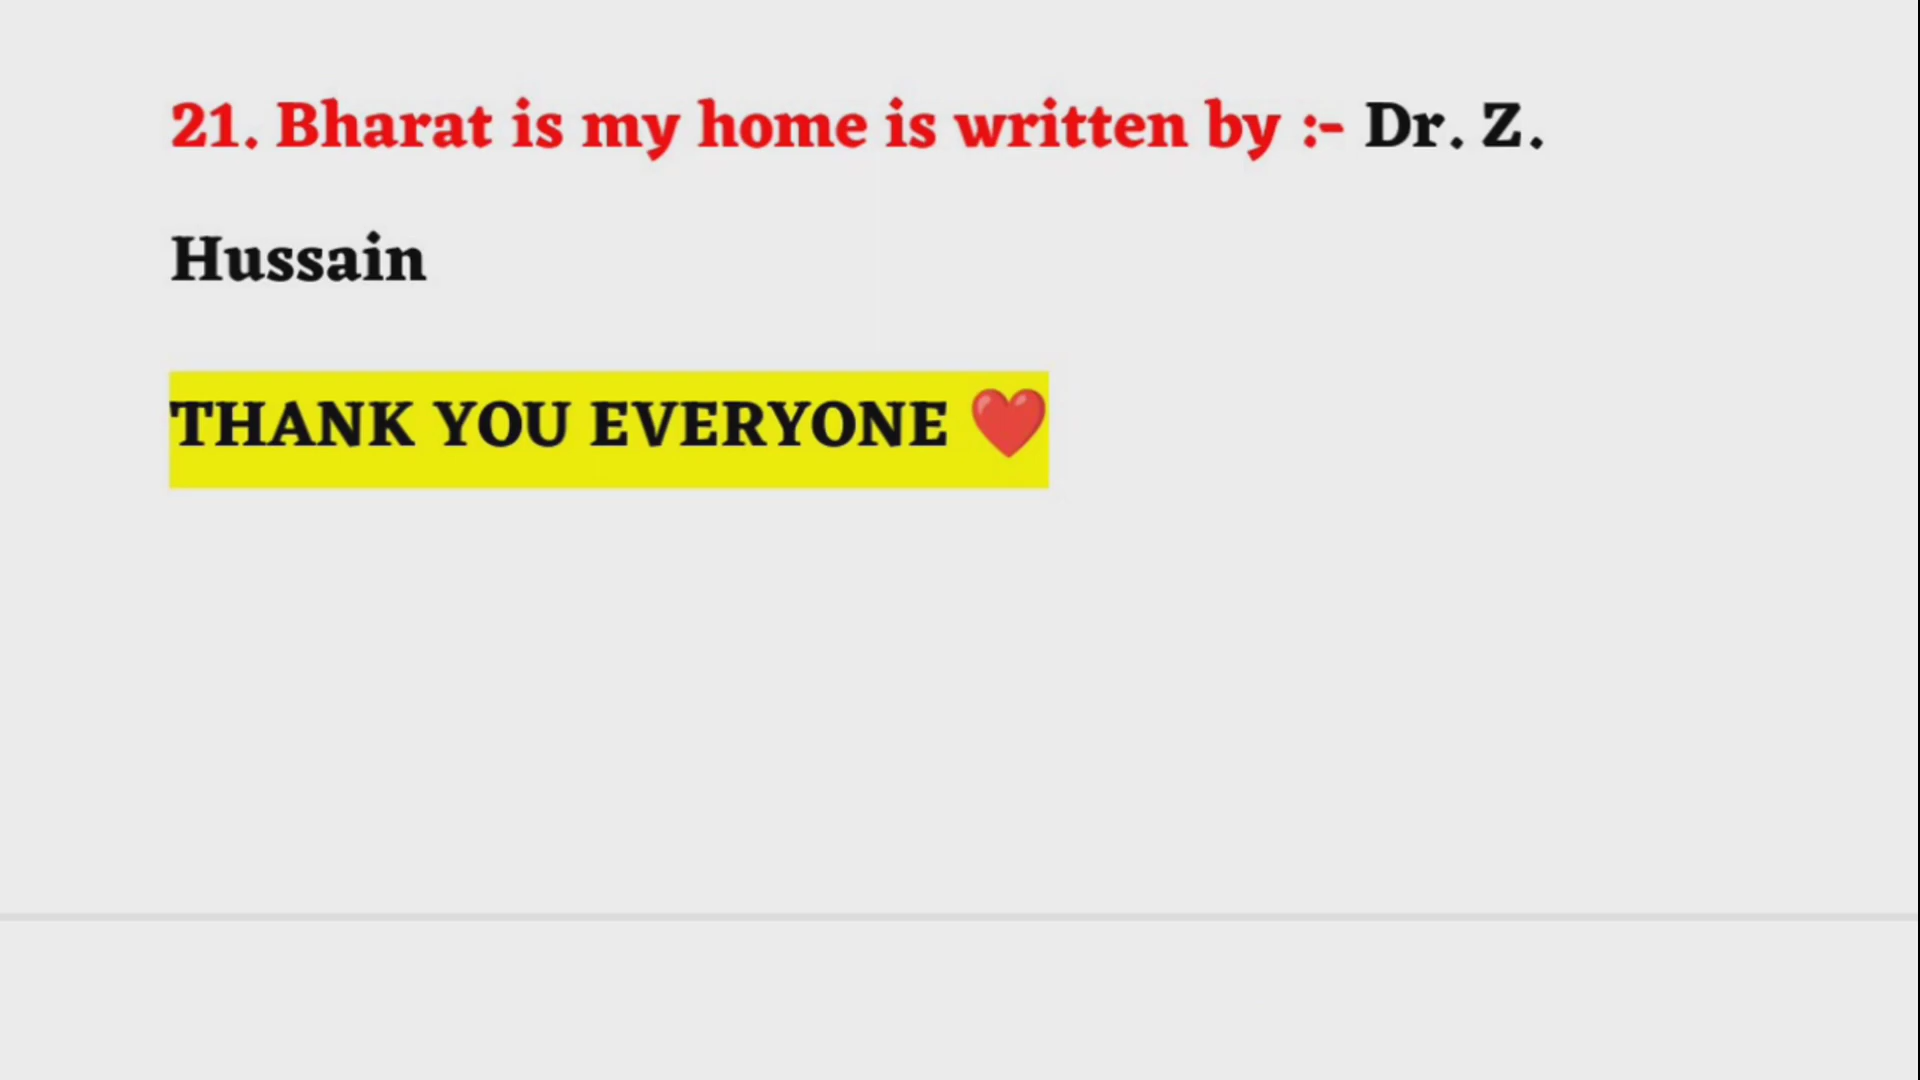 21. Bharat is my home is written by :- Dr. Z.
Hussain
THANK YOU EVERYONE ❤️